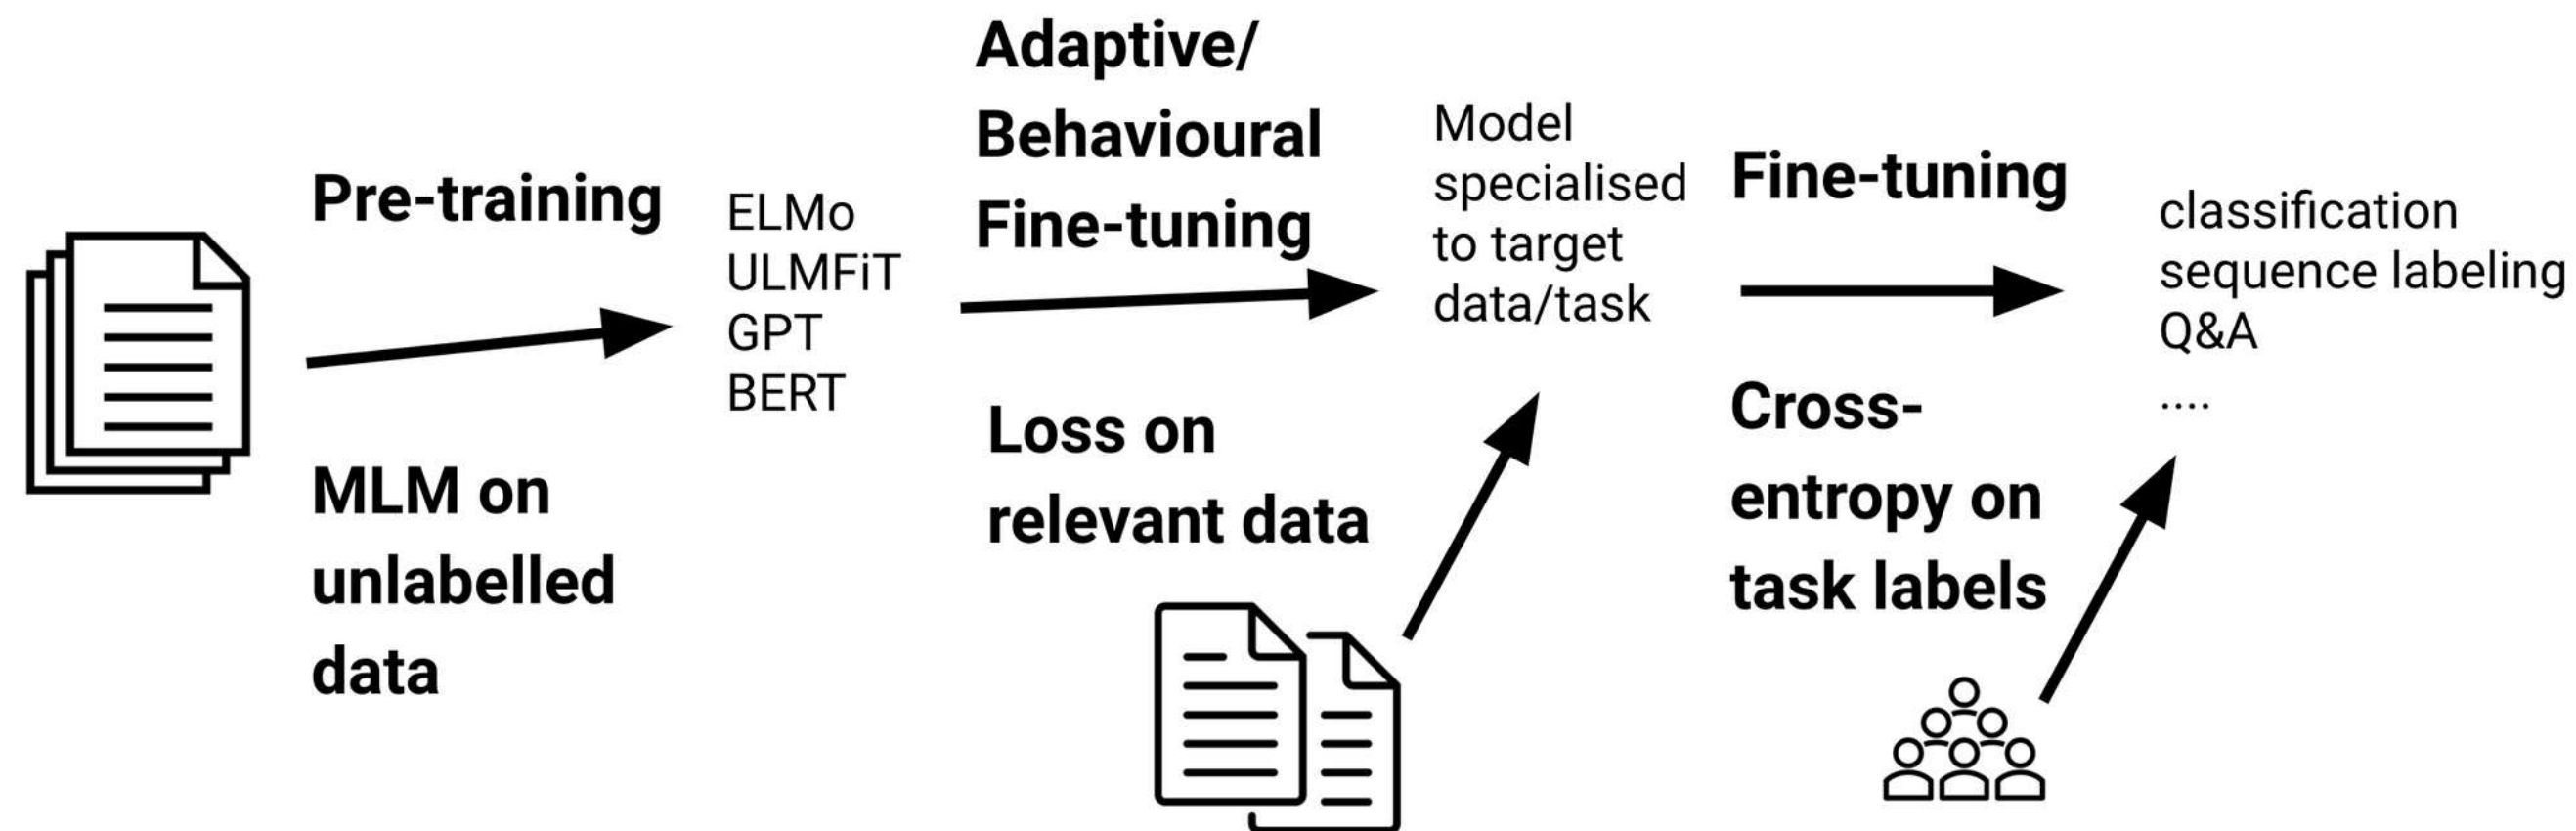 Pre-training
MLM on
unlabelled
data
ELMo
ULMFiT
GPT
BERT
Adaptive/
Behavioural
Fine-tuning
Loss on
relevant data
Model
specialised
to target
data/task
Fine-tuning
Cross-
entropy on
task labels
classification
sequence labeling
Q&A
....